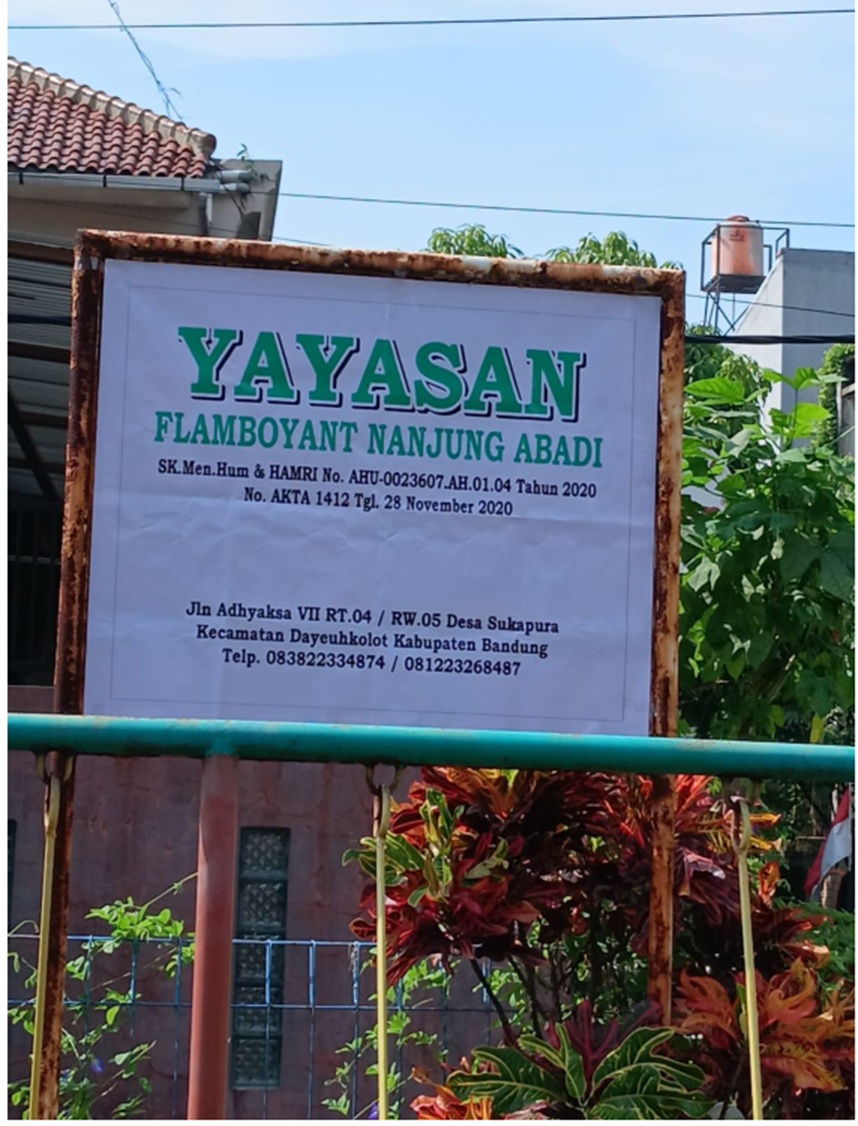 YAYASAN
FLAMBOYANT NANJUNG ABADI
SK.Men.Hum & HAMRI No. AHU-0023607.AH.01.04 Tahun 2020
No. AKTA 1412 Tgl. 28 November 2020
Jln Adhyaksa VII RT.04 / RW.05 Desa Sukapura
Kecamatan Dayeuhkolot Kabupaten Bandung
Telp. 083822334874 / 081223268487